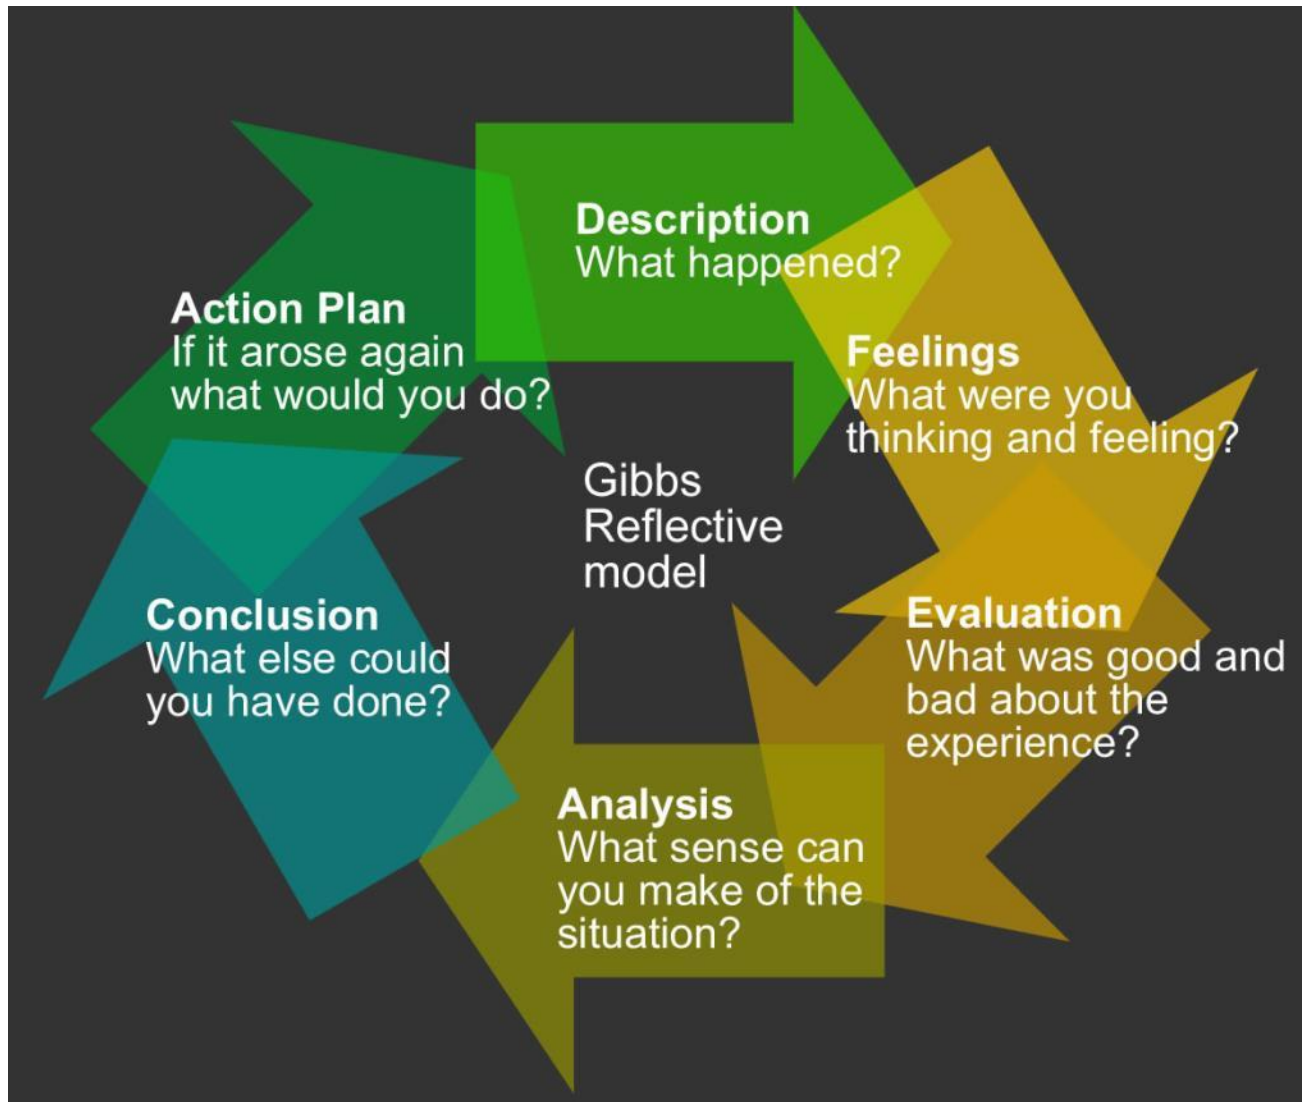 Description
What happened?
Feelings
What were you
thinking and feeling?
Evaluation
What was good and
bad about the
experience?
Analysis
What sense can
you make of the
situation?
Conclusion
What else could
you have done?
Action Plan
If it arose again
what would you do?
Gibbs
Reflective
model